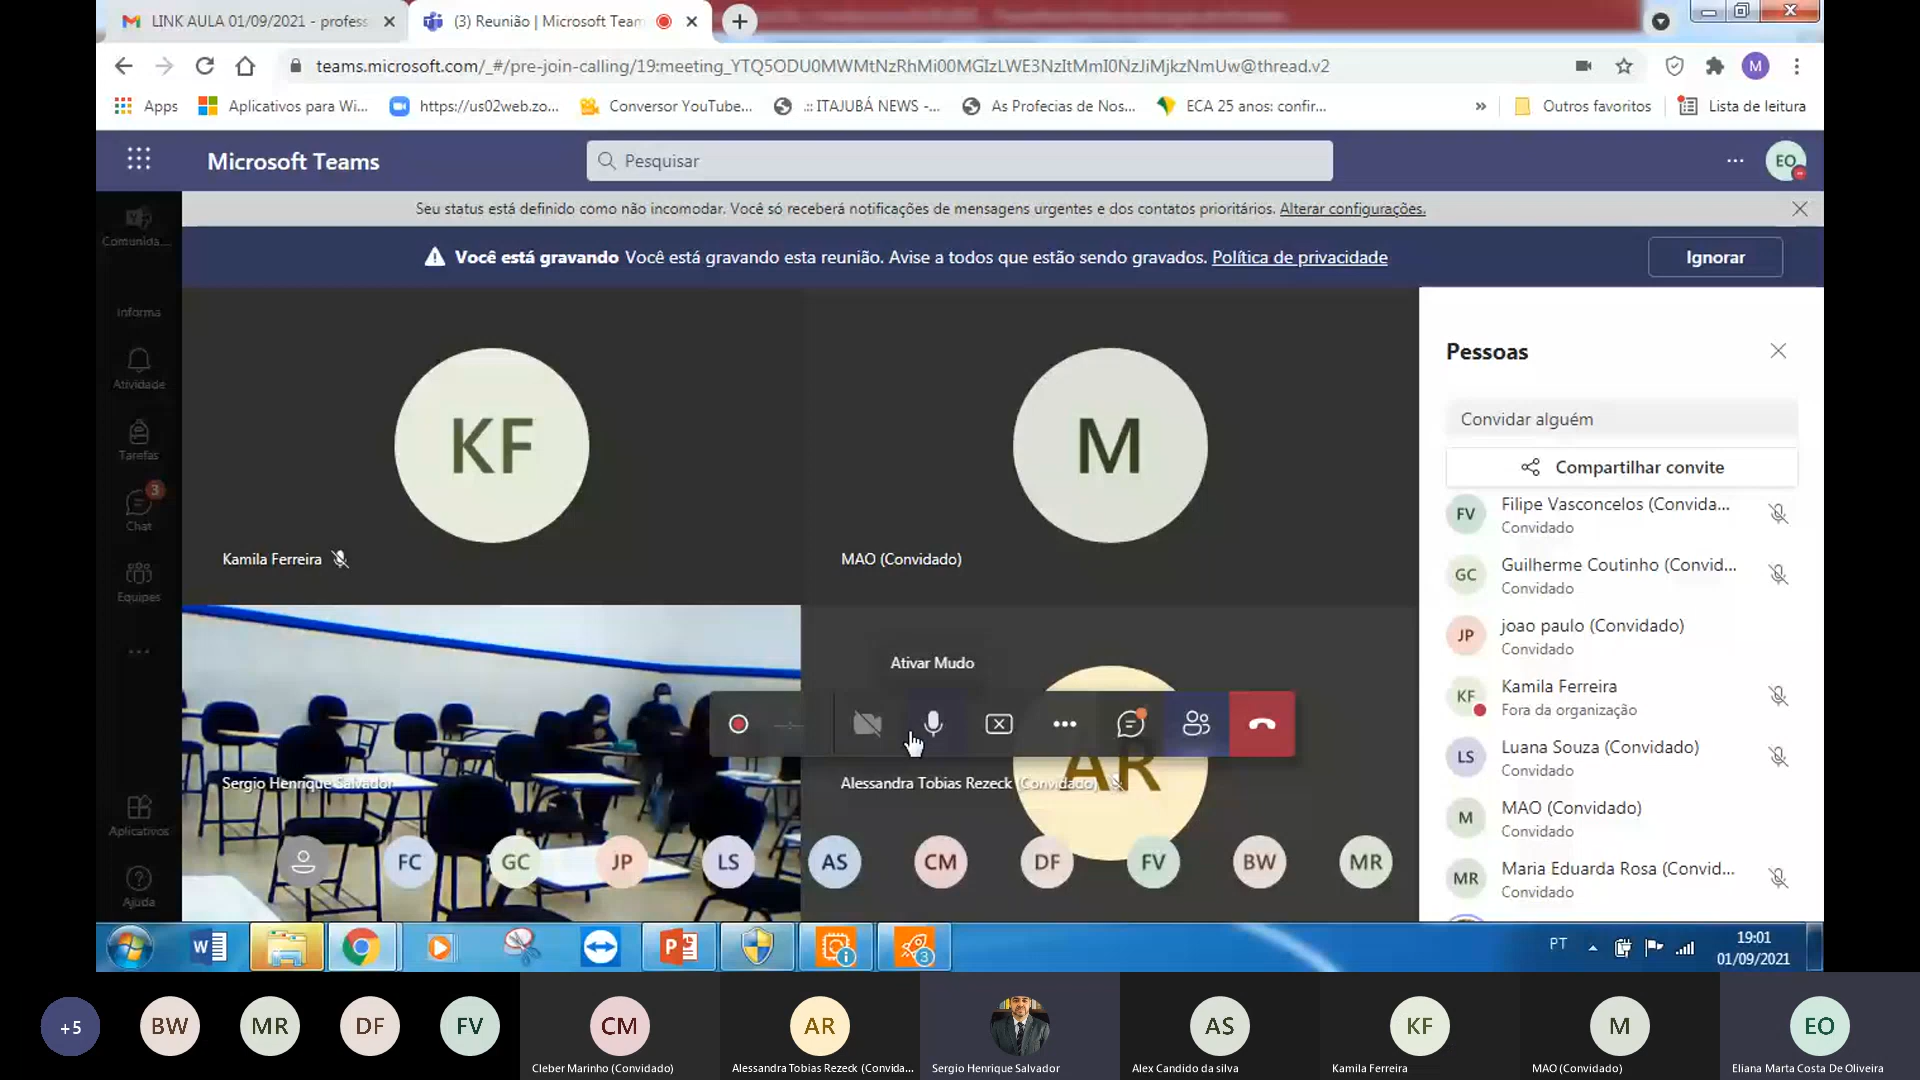 LINK AULA 01/09/2021 - profess
(3) Reunião | Microsoft Team
teams.microsoft.com/_#/pre-join-calling/19:meeting_YTQ5ODU0MWMtNzRhMi00MGIzLWE3NzItMmI0NzJiMjkzNmUw@thread.v2
M
Apps
Aplicativos para Wi...
https://us02web.zo...
Conversor YouTube...
.:: ITAJUBÁ NEWS -...
As Profecias de Nos...
ECA 25 anos: confir...
»
Outros favoritos
Lista de leitura
Microsoft Teams
Pesquisar
EO
Seu status está definido como não incomodar. Você só receberá notificações de mensagens urgentes e dos contatos prioritários. Alterar configurações.
Você está gravando Você está gravando esta reunião. Avise a todos que estão sendo gravados. Política de privacidade
Ignorar
Comunida...
Informa
Atividade
Tarefas
3
Chat
Equipes
Aplicativos
Ajuda
KF
Kamila Ferreira
M
MAO (Convidado)
Ativar Mudo
Sergio Henrique Salvador
AR
Alessandra Tobias Rezeck (Convidado)
FC
GC
JP
LS
AS
CM
DF
FV
BW
MR
Pessoas
Convidar alguém
Compartilhar convite
FV
Filipe Vasconcelos (Convida...
Convidado
GC
Guilherme Coutinho (Convid...
Convidado
JP
joao paulo (Convidado)
Convidado
KF
Kamila Ferreira
Fora da organização
LS
Luana Souza (Convidado)
Convidado
M
MAO (Convidado)
Convidado
MR
Maria Eduarda Rosa (Convid...
Convidado
W
P
3
PT
19:01
01/09/2021
+5
BW
MR
DF
FV
CM
Cleber Marinho (Convidado)
AR
Alessandra Tobias Rezeck (Convida...
Sergio Henrique Salvador
AS
Alex Candido da silva
KF
Kamila Ferreira
M
MAO (Convidado)
EO
Eliana Marta Costa De Oliveira